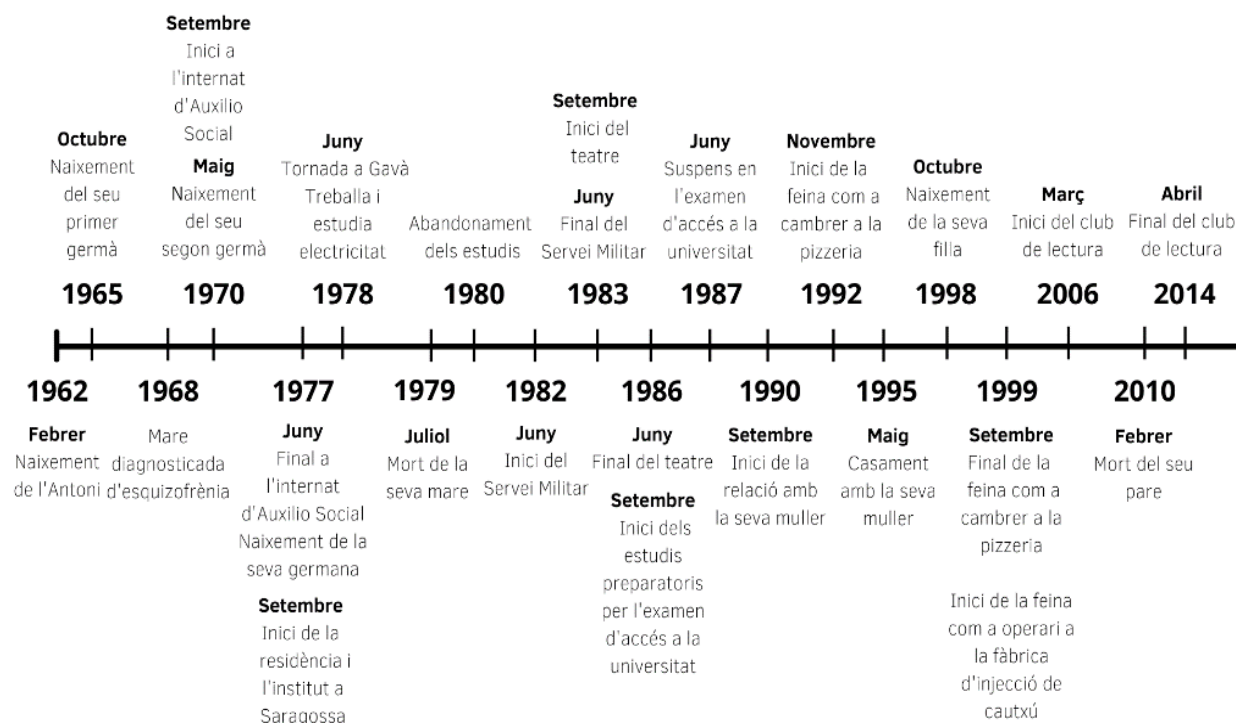 Setembre
Inici a
l'internat
d'Auxilio
Social
Octubre
Naixement
del seu
primer
germà
Maig
Naixement
del seu
segon germà
Juny
Tornada a Gavà
Treballa i
estudia
electricitat
Abandonament
dels estudis
Setembre
Inici del
teatre
Juny
Final del
Servei Militar
Juny
Suspens en
l'examen
d'accés a la
universitat
Novembre
Inici de la
feina com a
cambrer a la
pizzeria
Octubre
Naixement
de la seva
filla
Març
Inici del club
de lectura
Abril
Final del club
de lectura
1965 1970 1978 1980 1983 1987 1992 1998 2006 2014
1962 1968 1977 1979 1982 1986 1990 1995 1999 2010
Febrer
Naixement
de l'Antoni
Mare
diagnosticada
d'esquizofrènia
Juny
Final a
l'internat
d'Auxilio Social
Naixement de la
seva germana
Setembre
Inici de la
residència i
l'institut a
Saragossa
Juliol
Mort de la
seva mare
Juny
Inici del
Servei Militar
Juny
Final del teatre
Setembre
Inici dels
estudis
preparatoris
per l'examen
d'accés a la
universitat
Setembre
Inici de la
relació amb
la seva muller
Maig
Casament
amb la seva
muller
Setembre
Final de la
feina com a
cambrer a la
pizzeria
Inici de la feina
com a operari a
la fàbrica
d'injecció de
cautxú
Febrer
Mort del seu
pare